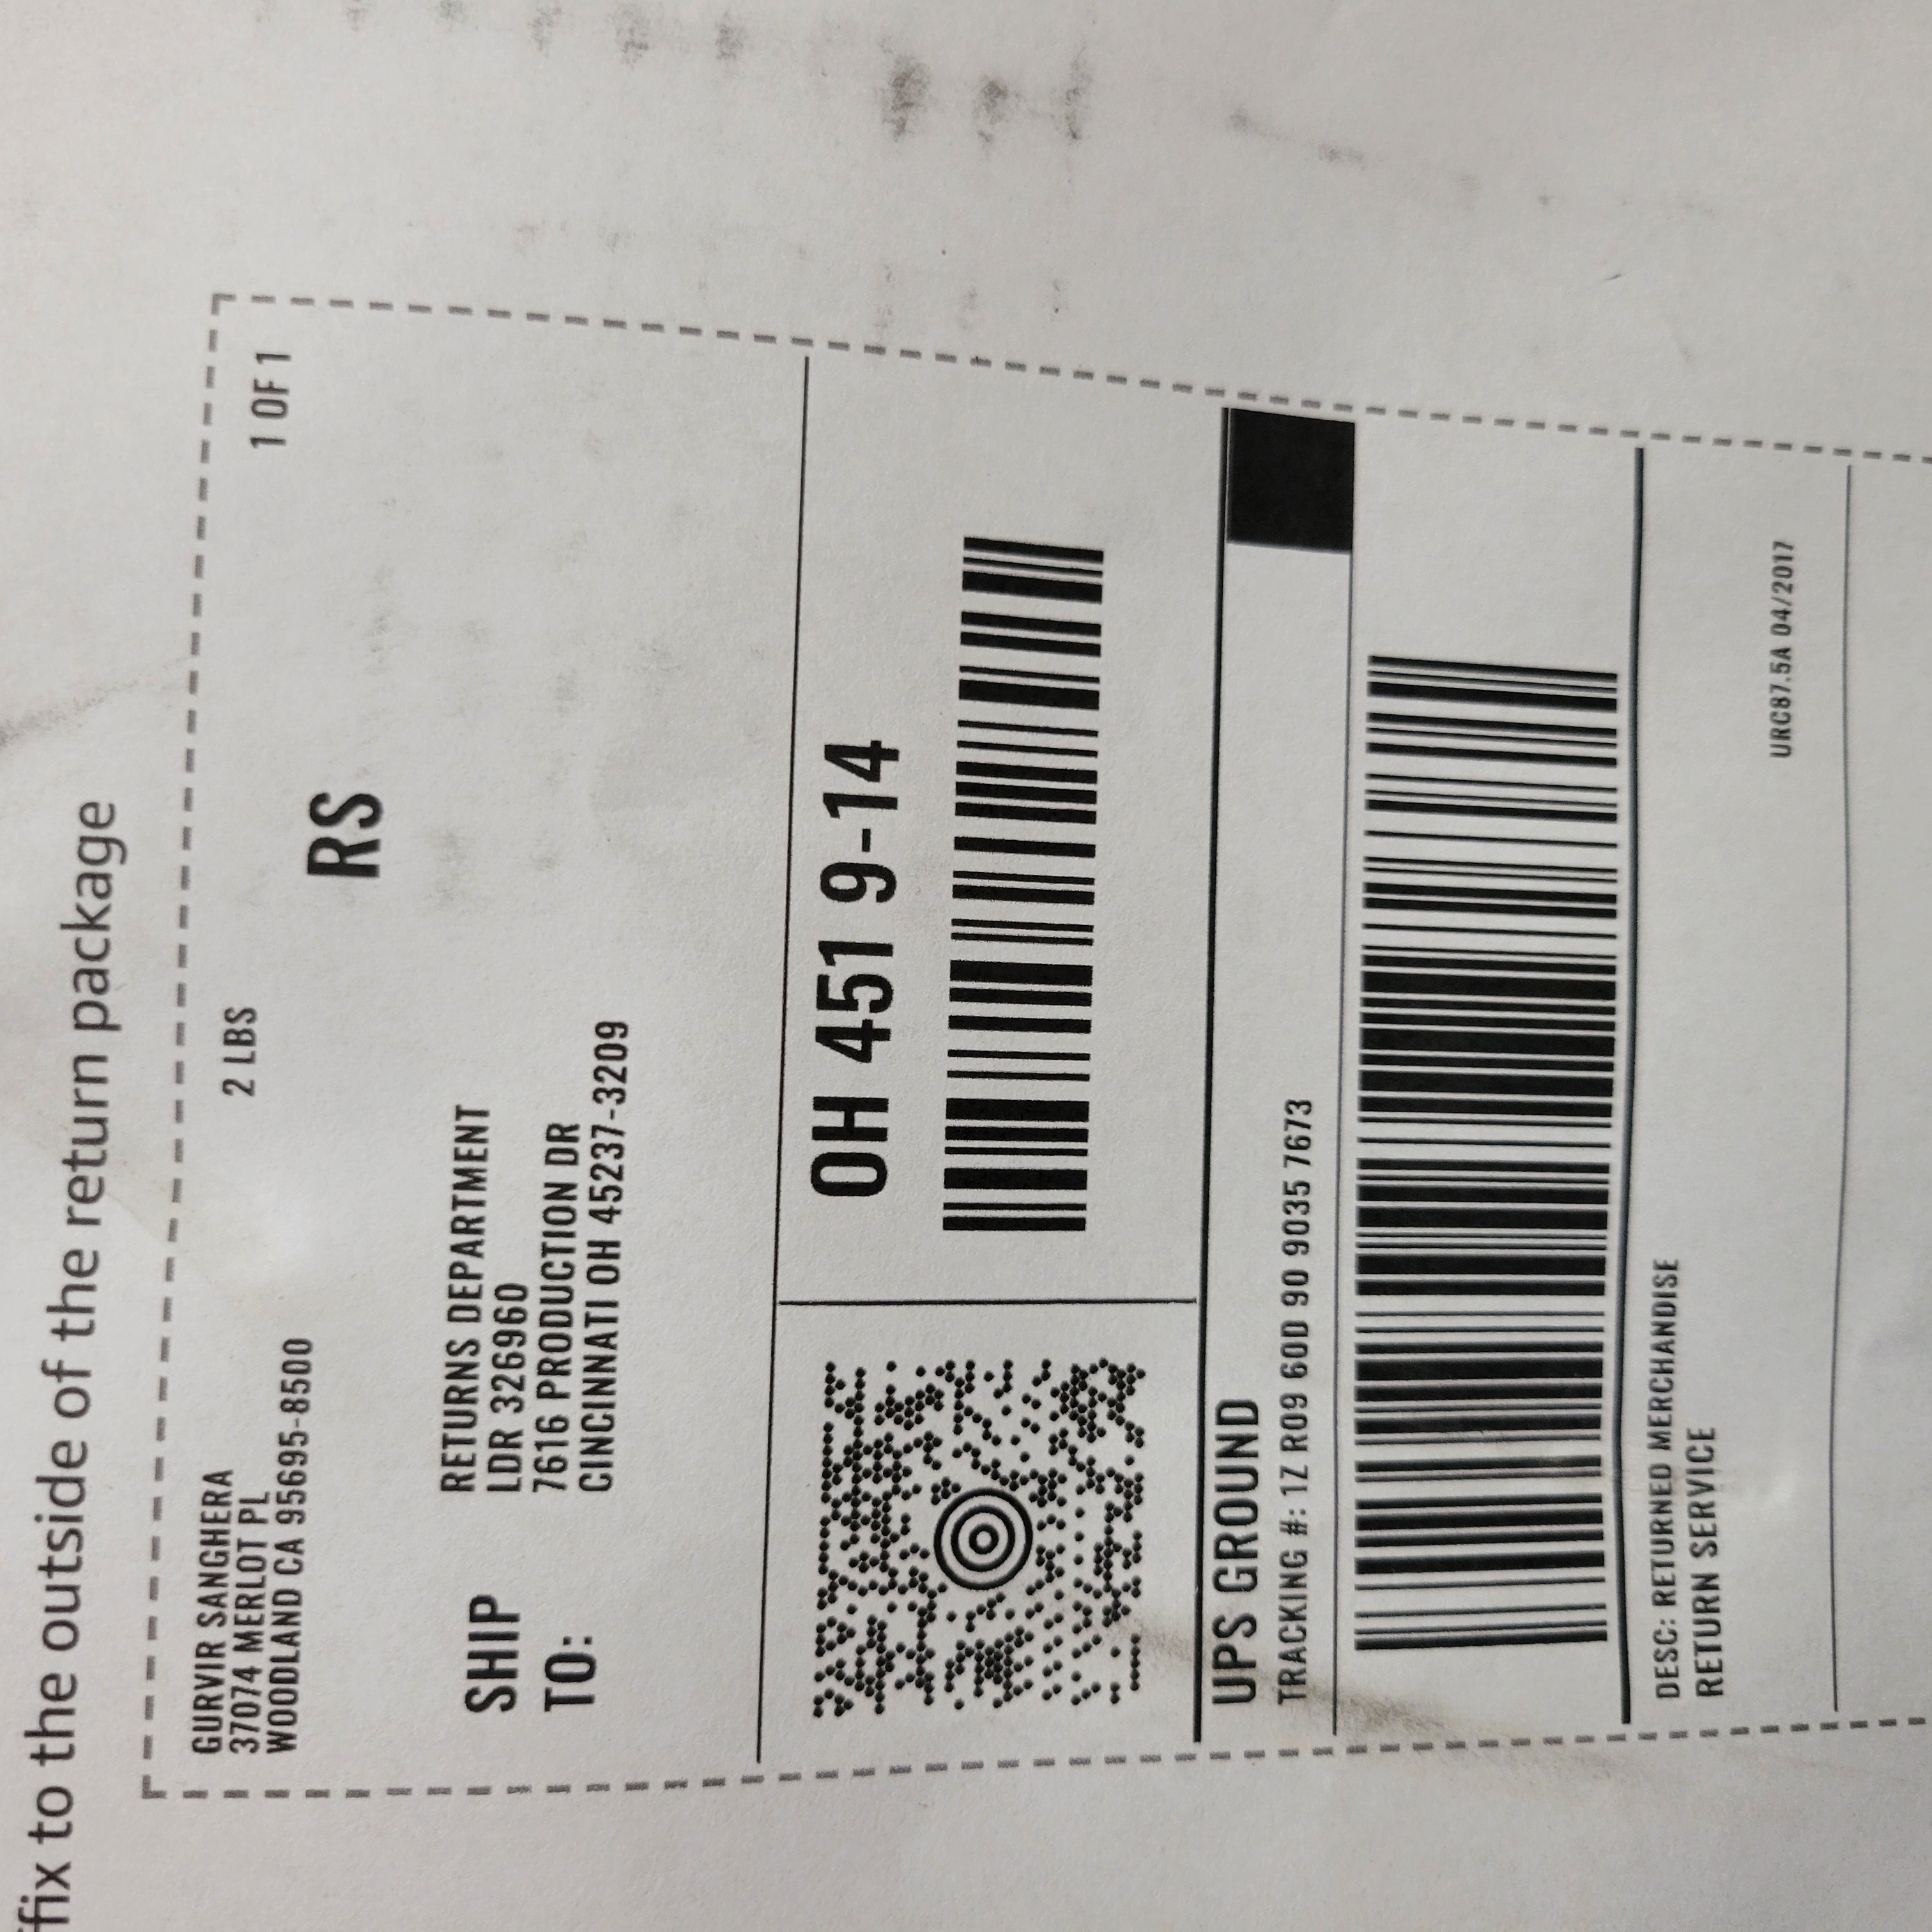 ffix to the outside of the return package
GURVIR SANGHERA
37074 MERLOT PL
WOODLAND CA 95695-8500
2 LBS
1 OF 1
RS
SHIP
TO:
RETURNS DEPARTMENT
LDR 326960
7616 PRODUCTION DR
CINCINNATI OH 45237-3209
OH 451 9-14
UPS GROUND
TRACKING #: 1Z R09 60D 90 9035 7673
DESC: RETURNED MERCHANDISE
RETURN SERVICE
URC87.5A 04/2017